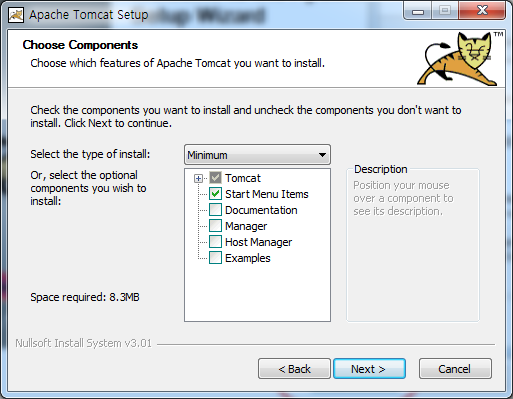 Setup Wizard
Apache Tomcat Setup
Choose Components
Choose which features of Apache Tomcat you want to install.
TM
Check the components you want to install and uncheck the components you don't want to
install. Click Next to continue.
Select the type of install:
Minimum
Or, select the optional
components you wish to
install:
Tomcat
Start Menu Items
Documentation
Manager
Host Manager
Examples
Description
Position your mouse
over a component to
see its description.
Space required: 8.3MB
Nullsoft Install System v3.01
< Back
Next >
Cancel